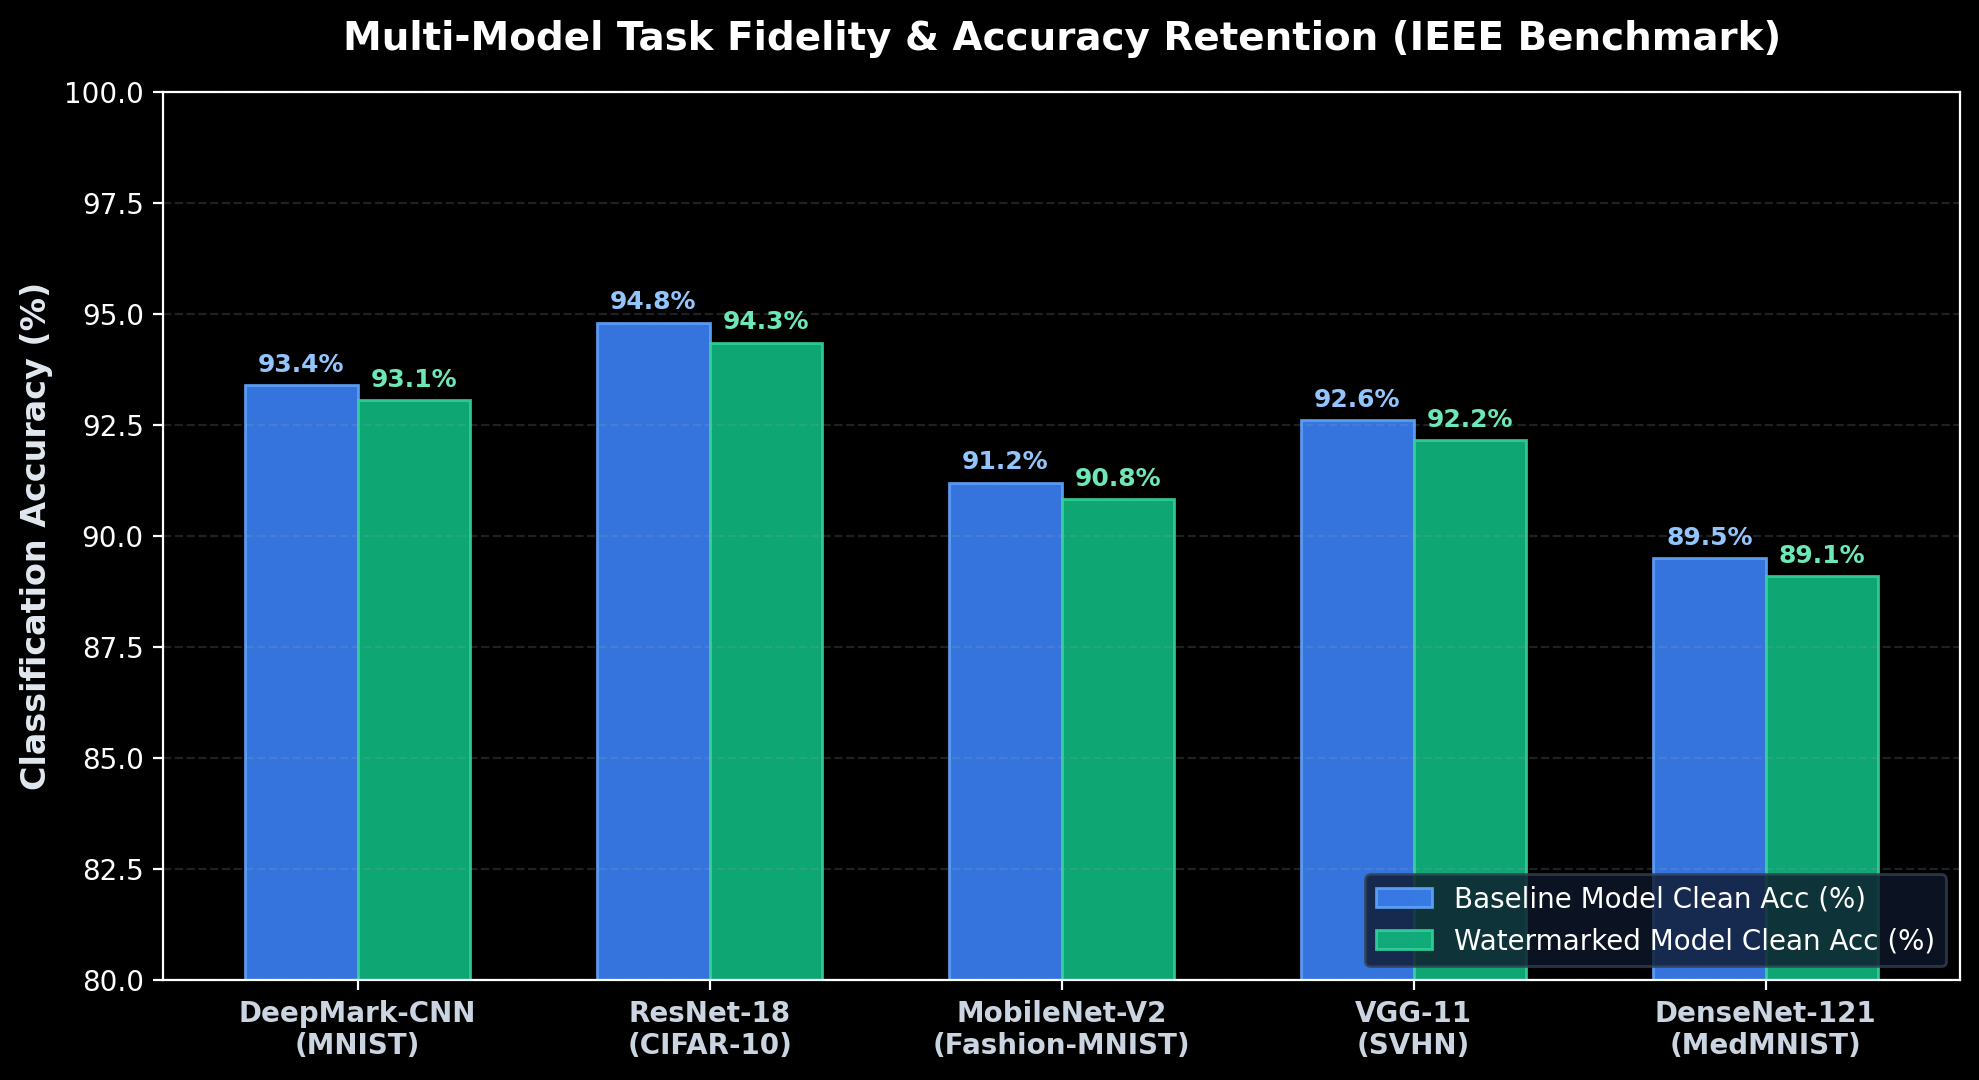 Multi-Model Task Fidelity & Accuracy Retention (IEEE Benchmark)
Classification Accuracy (%)
100.0
97.5
95.0
92.5
90.0
87.5
85.0
82.5
80.0
93.4%
93.1%
94.8%
94.3%
91.2%
90.8%
92.6%
92.2%
89.5%
89.1%
Baseline Model Clean Acc (%)
Watermarked Model Clean Acc (%)
DeepMark-CNN
(MNIST)
ResNet-18
(CIFAR-10)
MobileNet-V2
(Fashion-MNIST)
VGG-11
(SVHN)
DenseNet-121
(MedMNIST)